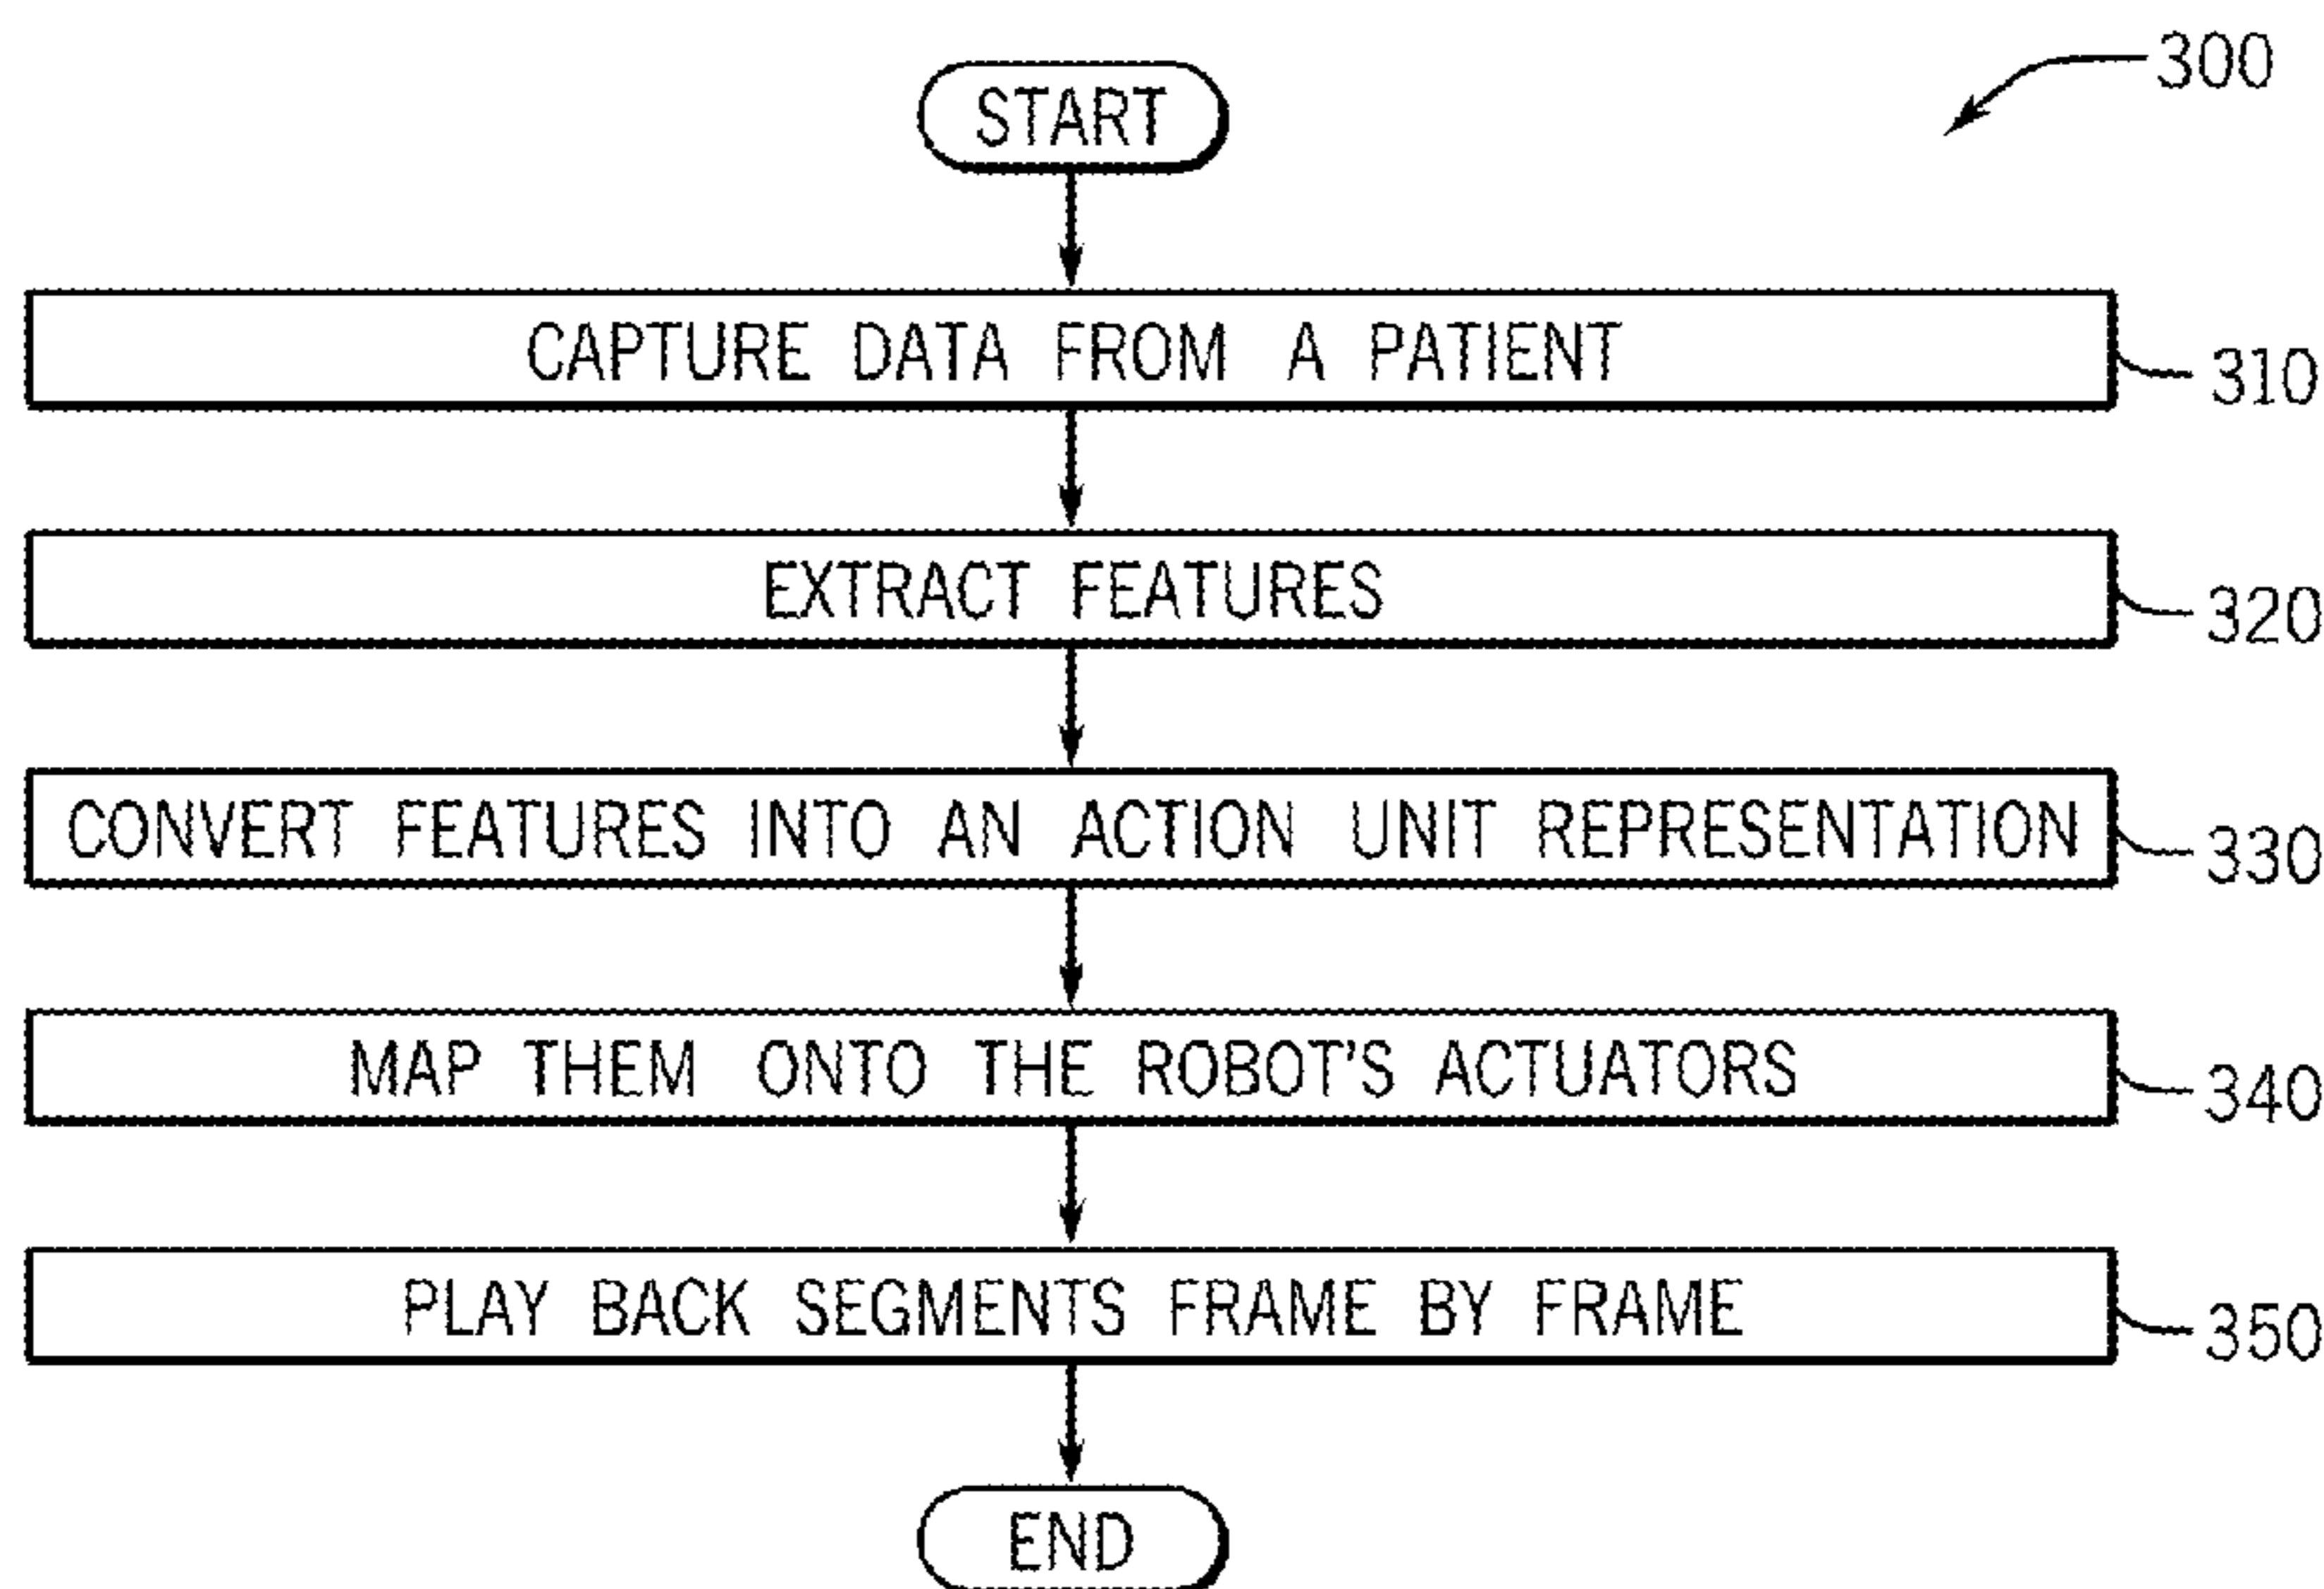 300
START
CAPTURE DATA FROM A PATIENT
310
EXTRACT FEATURES
320
CONVERT FEATURES INTO AN ACTION UNIT REPRESENTATION
330
MAP THEM ONTO THE ROBOT'S ACTUATORS
340
PLAY BACK SEGMENTS FRAME BY FRAME
350
END